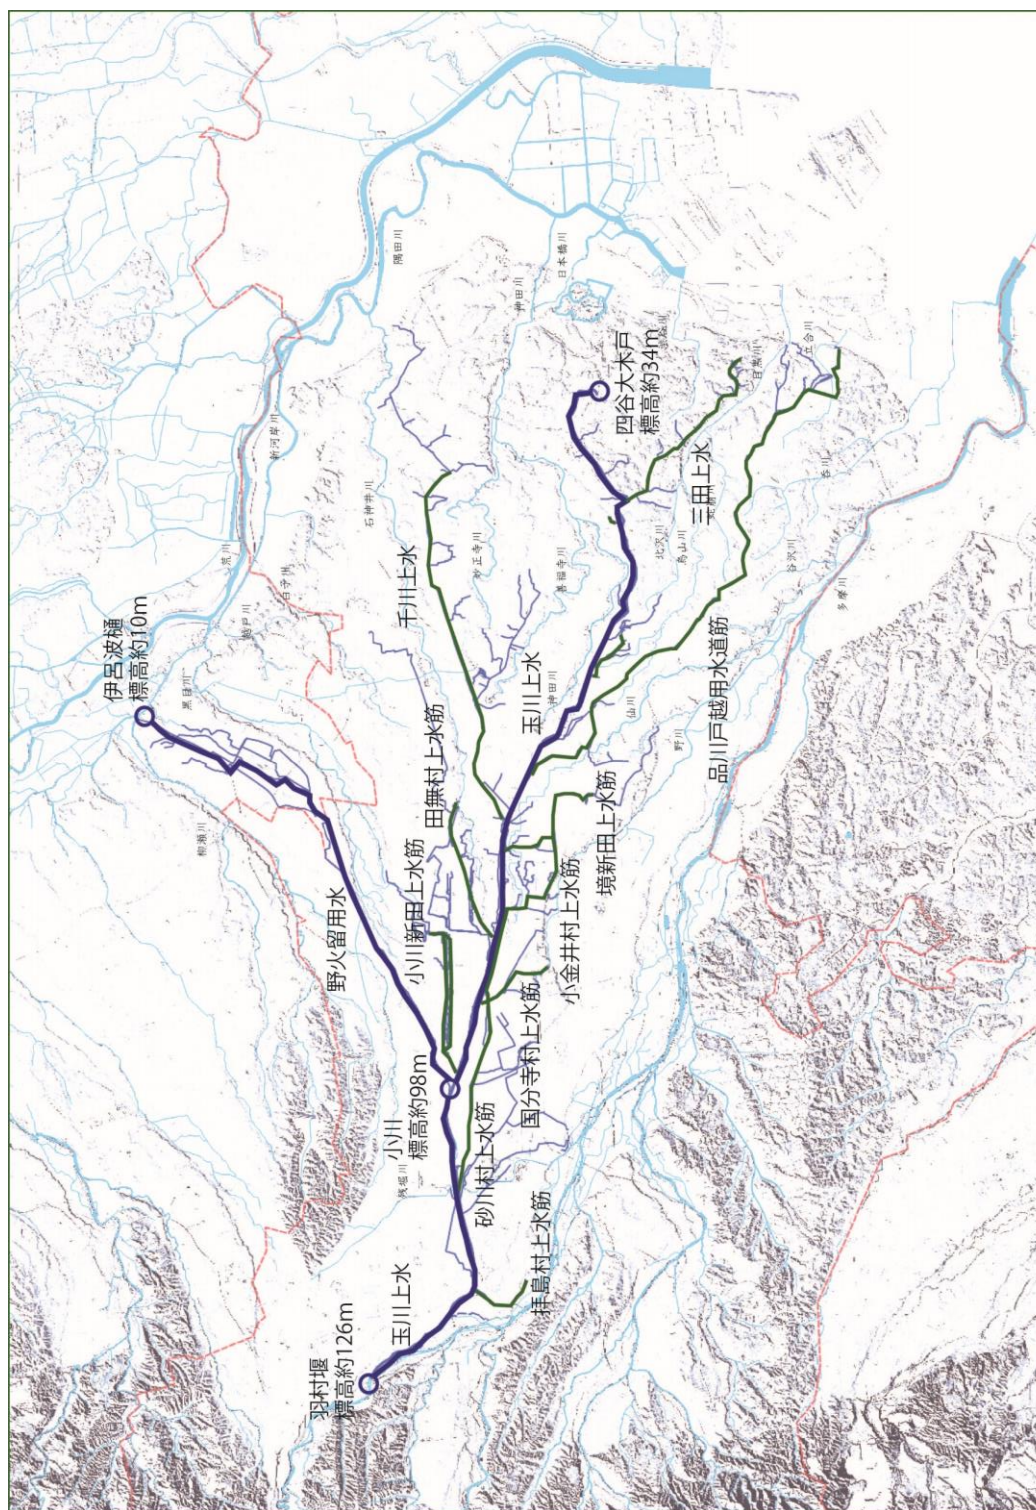 羽村堰
標高約126m
玉川上水
拝島村上水筋
残堀川
砂川村上水筋
小川
標高約98m
国分寺村上水筋
小川新田上水筋
小金井村上水筋
野火留用水
田無村上水筋
境新田上水筋
柳瀬川
伊呂波樋
標高約10m
黒目川
越戸川
白子川
荒川
新河岸川
千川上水
玉川上水
神田川
仙川
野川
品川戸越用水道筋
石神井川
妙正寺川
善福寺川
北沢川
烏山川
三田上水
谷沢川
多摩川
四谷大木戸
標高約34m
呑川
目黒川
立会川
隅田川
神田川
日本橋川